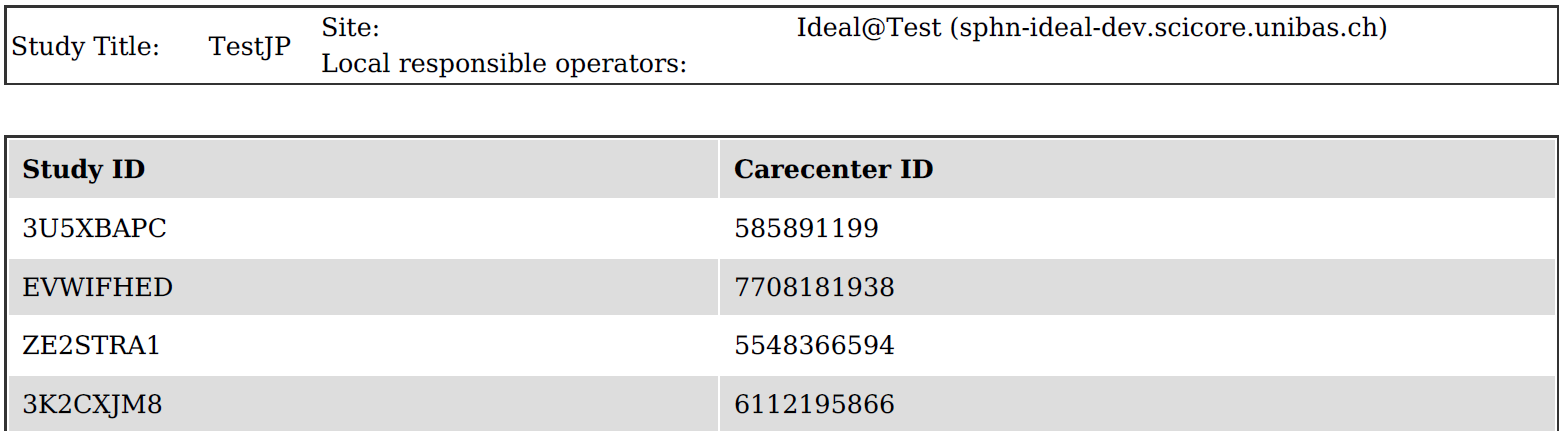 Study Title: TestJP Site: Ideal@Test (sphn-ideal-dev.scicore.unibas.ch)
Local responsible operators:
Study ID Carecenter ID
3U5XBAPC 585891199
EVWIFHED 7708181938
ZE2STRA1 5548366594
3K2CXJM8 6112195866